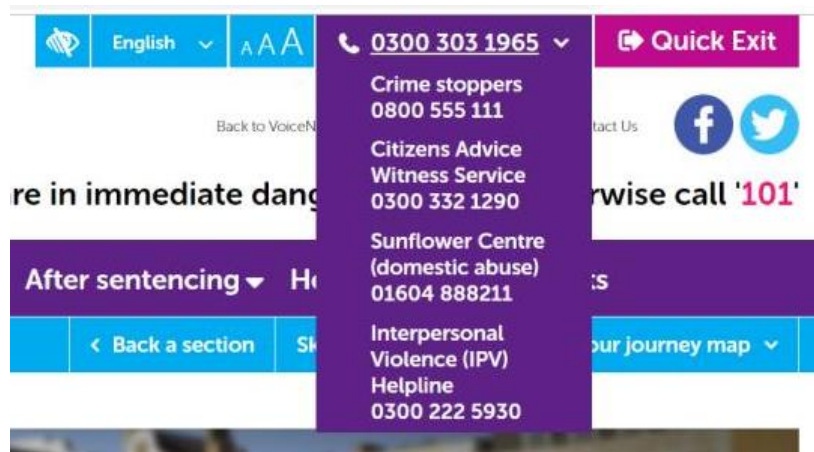 English
A A A
0300 303 1965
Quick Exit
Crime stoppers
0800 555 111
Back to VoiceN
tact Us
Citizens Advice
Witness Service
0300 332 1290
re in immediate dang
rwise call '101'
Sunflower Centre
(domestic abuse)
01604 888211
After sentencing
H
ts
Interpersonal
Violence (IPV)
Helpline
0300 222 5930
< Back a section
Sk
our journey map